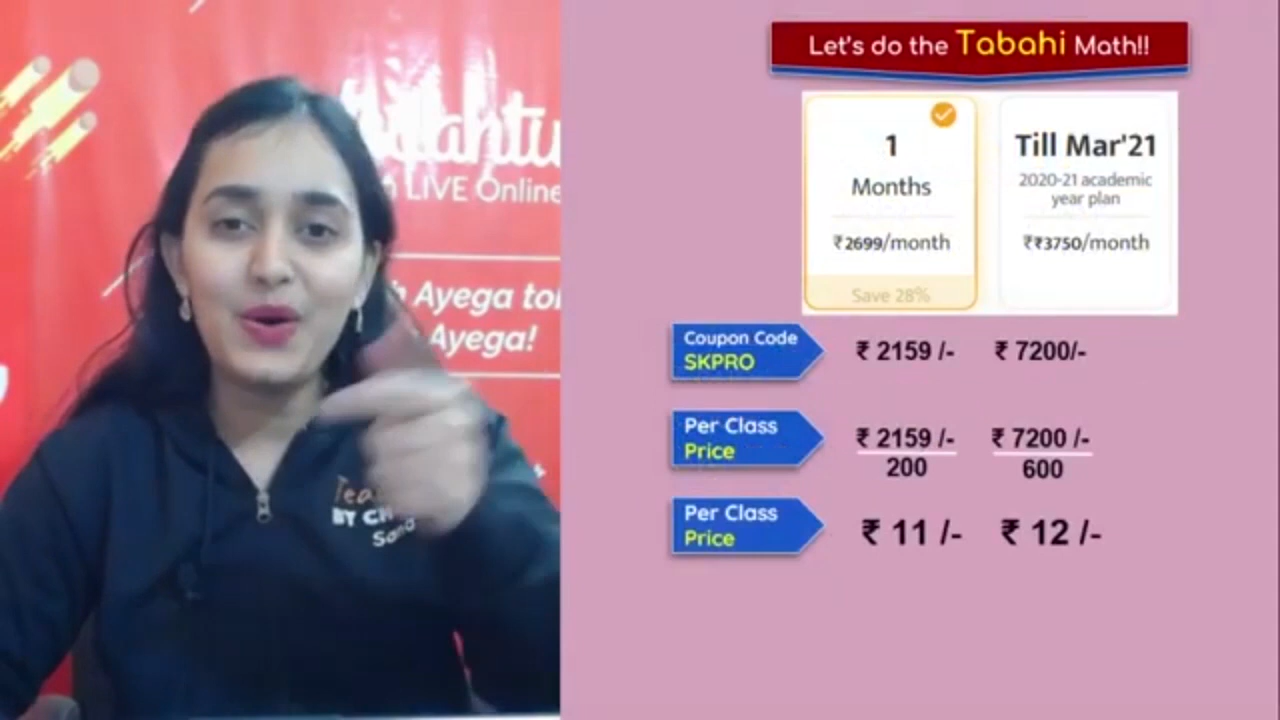 LIVE Online
Ayega
Ayega!
BY
Let's do the Tabahi Math!!
1
Months
₹2699/month
Save 28%
Till Mar'21
2020-21 academic
year plan
₹₹3750/month
Coupon Code
SKPRO
₹ 2159 /- ₹ 7200/-
Per Class
Price
₹ 2159 /- ₹ 7200 /-
200 600
Per Class
Price
₹ 11 /- ₹ 12 /-